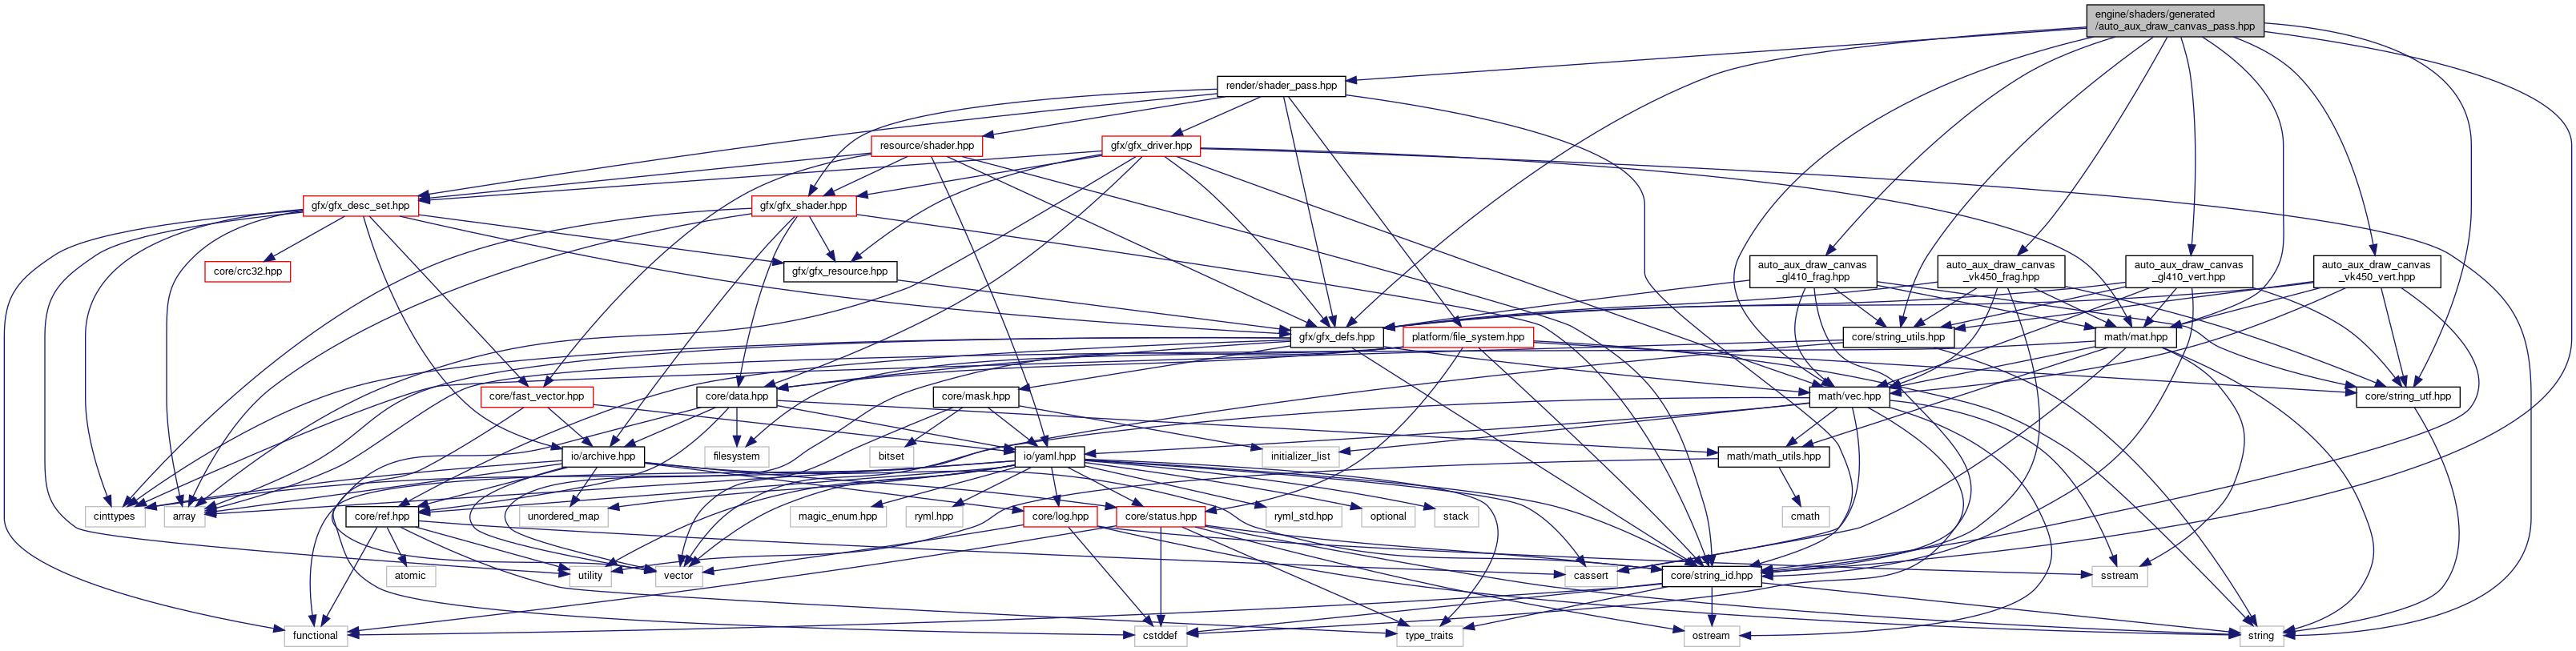 engine/shaders/generated
/auto_aux_draw_canvas_pass.hpp
render/shader_pass.hpp
resource/shader.hpp
gfx/gfx_driver.hpp
gfx/gfx_desc_set.hpp
gfx/gfx_shader.hpp
core/crc32.hpp
gfx/gfx_resource.hpp
auto_aux_draw_canvas
_gl410_frag.hpp
auto_aux_draw_canvas
_vk450_frag.hpp
auto_aux_draw_canvas
_gl410_vert.hpp
auto_aux_draw_canvas
_vk450_vert.hpp
gfx/gfx_defs.hpp
platform/file_system.hpp
core/string_utils.hpp
math/mat.hpp
core/fast_vector.hpp
core/data.hpp
core/mask.hpp
math/vec.hpp
core/string_utf.hpp
io/archive.hpp
filesystem
bitset
io/yaml.hpp
initializer_list
math/math_utils.hpp
cinttypes
array
core/ref.hpp
unordered_map
magic_enum.hpp
ryml.hpp
core/log.hpp
core/status.hpp
ryml_std.hpp
optional
stack
cmath
atomic
utility
vector
cassert
core/string_id.hpp
sstream
functional
cstddef
type_traits
ostream
string